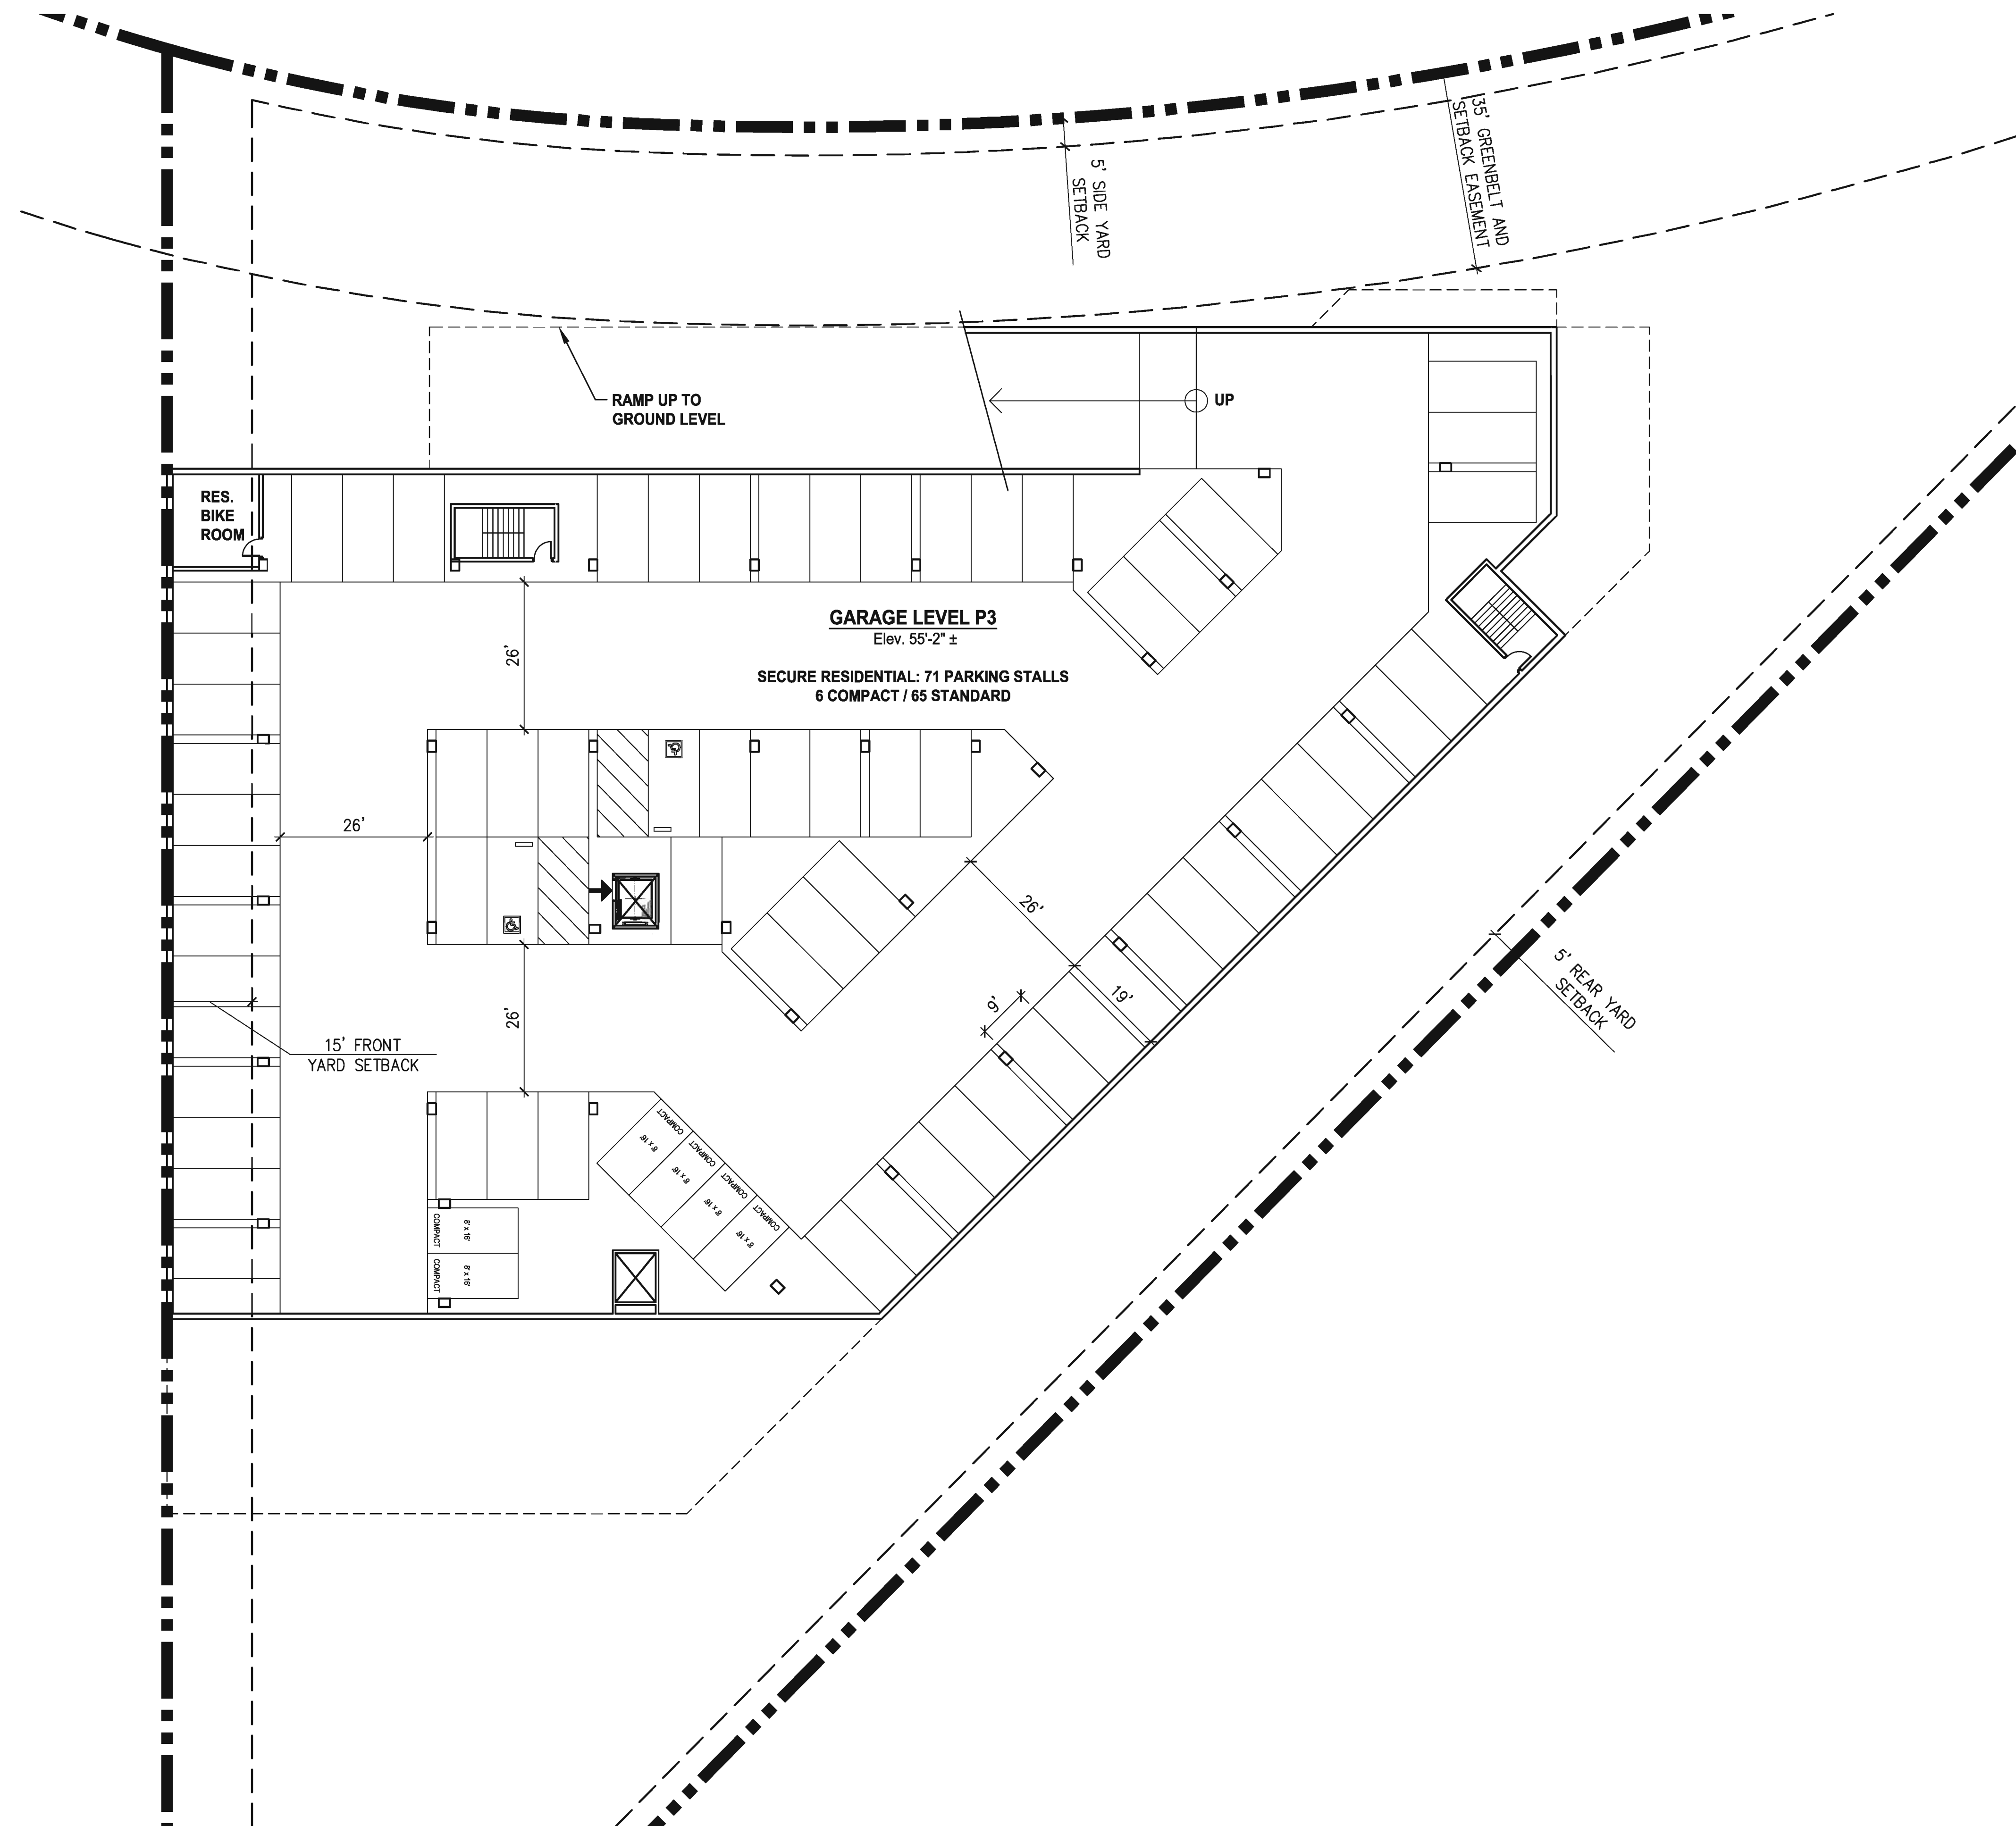 35' GREENBELT AND
SETBACK EASEMENT
5' SIDE YARD
SETBACK
RAMP UP TO
GROUND LEVEL
UP
RES.
BIKE
ROOM
GARAGE LEVEL P3
Elev. 55'-2" ±
SECURE RESIDENTIAL: 71 PARKING STALLS
6 COMPACT / 65 STANDARD
26'
26'
26'
26'
19'
9'
5' REAR YARD
SETBACK
15' FRONT
YARD SETBACK
COMPACT
8' x 16'
COMPACT
8' x 16'
COMPACT
8' x 16'
COMPACT
8' x 16'
COMPACT
8' x 16'
COMPACT
8' x 16'